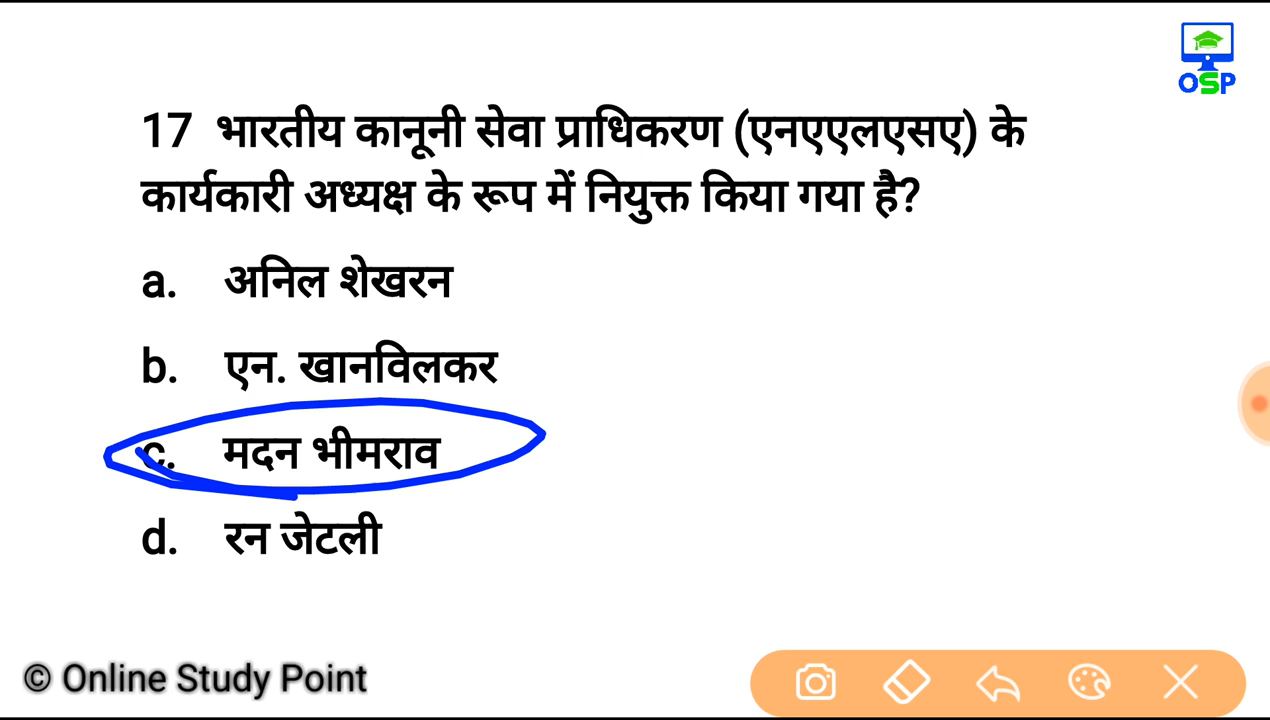 OSP
17 भारतीय कानूनी सेवा प्राधिकरण (एनएएलएसए) के
कार्यकारी अध्यक्ष के रूप में नियुक्त किया गया है?
a. अनिल शेखरन
b. एन. खानविलकर
c. मदन भीमराव
d. रन जेटली
© Online Study Point